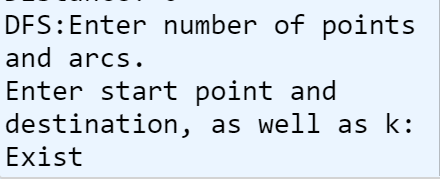 DFS:Enter number of points
and arcs.
Enter start point and
destination, as well as k:
Exist